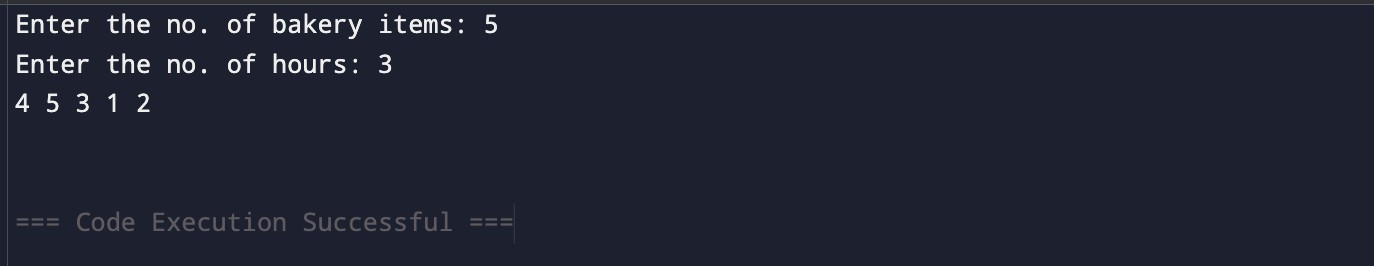 Enter the no. of bakery items: 5
Enter the no. of hours: 3
4 5 3 1 2
=== Code Execution Successful ===